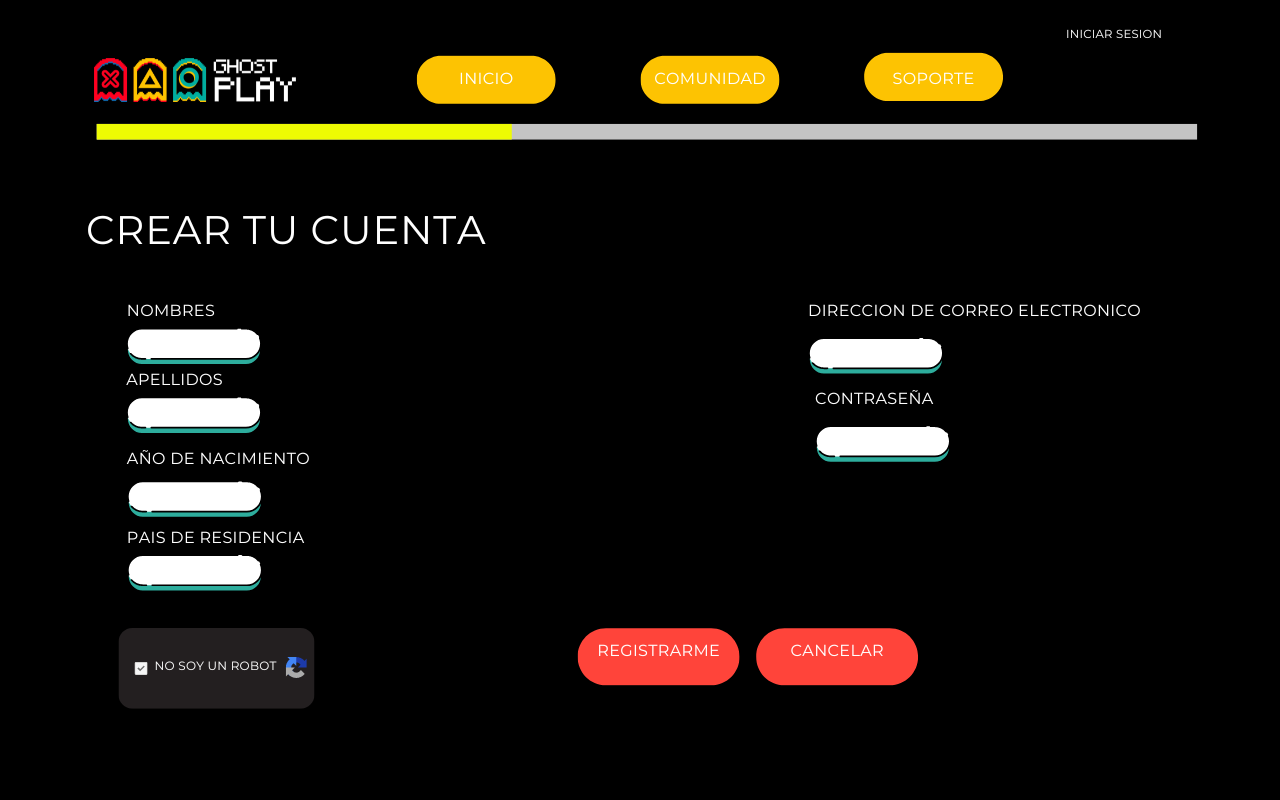 INICIAR SESION
GHOST
PLAY
INICIO
COMUNIDAD
SOPORTE
CREAR TU CUENTA
NOMBRES
APELLIDOS
AÑO DE NACIMIENTO
PAIS DE RESIDENCIA
DIRECCION DE CORREO ELECTRONICO
CONTRASEÑA
NO SOY UN ROBOT
REGISTRARME
CANCELAR